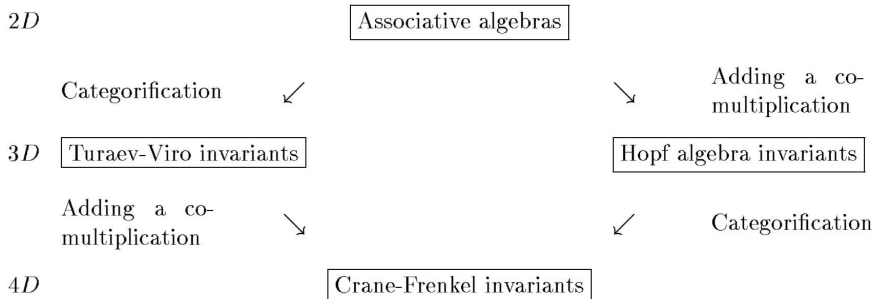 2D Associative algebras
Categorification Adding a co-
multiplication
3D Turaev-Viro invariants Hopf algebra invariants
Adding a co-
multiplication Categorification
4D Crane-Frenkel invariants